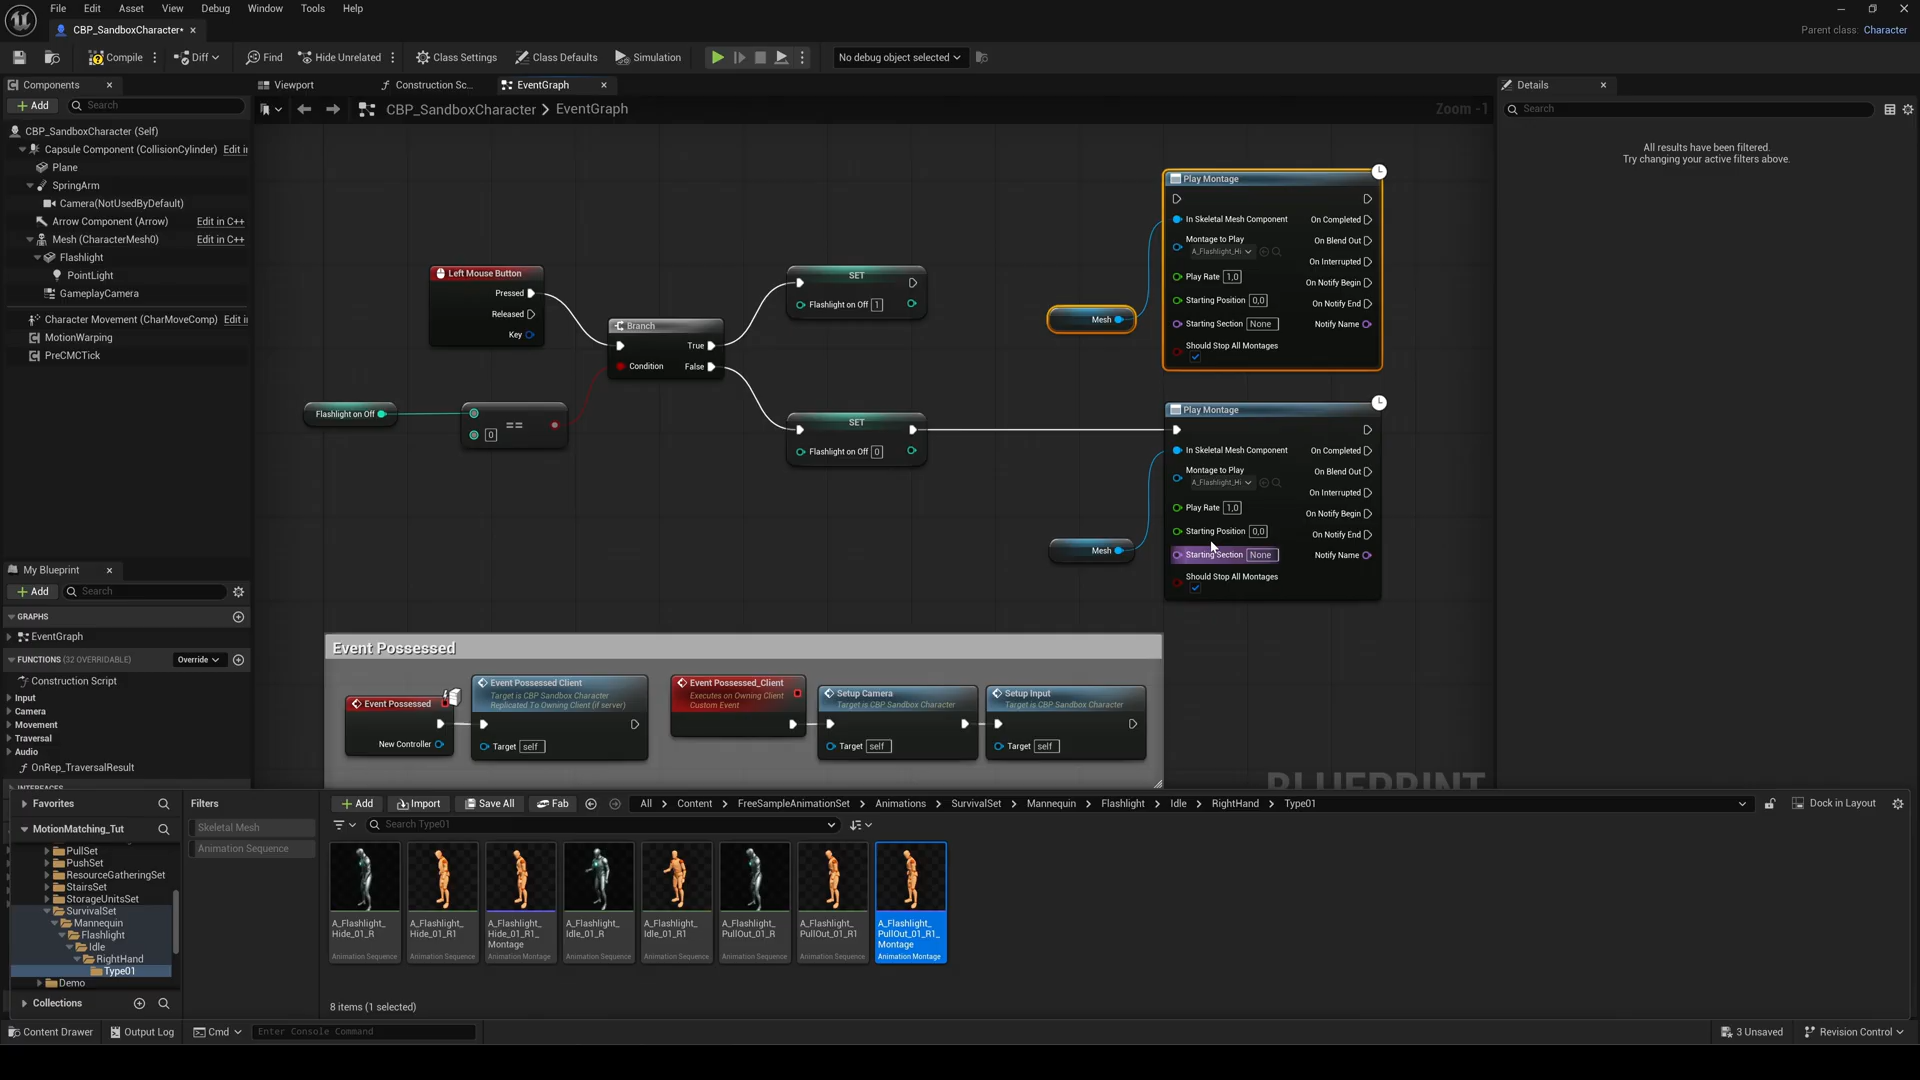 File Edit Asset View Debug Window Tools Help
CBP_SandboxCharacter*
Parent class: Character
Compile Diff Find Hide Unrelated Class Settings Class Defaults Simulation No debug object selected
Components
Viewport Construction Sc... EventGraph
Details
Add Search
CBP_SandboxCharacter > EventGraph
Zoom -1
Search
All results have been filtered.
Try changing your active filters above.
CBP_SandboxCharacter (Self)
Capsule Component (CollisionCylinder) Edit in
Plane
SpringArm
Camera(NotUsedByDefault)
Arrow Component (Arrow) Edit in C++
Mesh (CharacterMesh0) Edit in C++
Flashlight
PointLight
GameplayCamera
Character Movement (CharMoveComp) Edit in
MotionWarping
PreCMCTick
Left Mouse Button
Pressed
Released
Key
Flashlight on Off
== 0
Branch
True
Condition False
SET
Flashlight on Off 1
SET
Flashlight on Off 0
Mesh
Play Montage
In Skeletal Mesh Component On Completed
Montage to Play On Blend Out
A_Flashlight_Hi
On Interrupted
Play Rate 1,0 On Notify Begin
Starting Position 0,0 On Notify End
Starting Section None Notify Name
Should Stop All Montages
Mesh
Play Montage
In Skeletal Mesh Component On Completed
Montage to Play On Blend Out
A_Flashlight_Hi
On Interrupted
Play Rate 1,0 On Notify Begin
Starting Position 0,0 On Notify End
Starting Section None Notify Name
Should Stop All Montages
My Blueprint
Add Search
GRAPHS
EventGraph
FUNCTIONS (32 OVERRIDABLE) Override
Construction Script
Input
Camera
Movement
Traversal
Audio
OnRep_TraversalResult
INTERFACES
Event Possessed
Event Possessed
New Controller
Event Possessed Client
Target is CBP Sandbox Character
Replicated To Owning Client (if server)
Target self
Event Possessed_Client
Executes on Owning Client
Custom Event
Setup Camera
Target is CBP Sandbox Character
Target self
Setup Input
Target is CBP Sandbox Character
Target self
BLUEPRINT
Favorites
MotionMatching_Tut
PullSet
PushSet
ResourceGatheringSet
StairsSet
StorageUnitsSet
SurvivalSet
Mannequin
Flashlight
Idle
RightHand
Type01
Demo
Collections
Filters
Skeletal Mesh
Animation Sequence
Add Import Save All Fab All > Content > FreeSampleAnimationSet > Animations > SurvivalSet > Mannequin > Flashlight > Idle > RightHand > Type01 Dock in Layout
Search Type01
A_Flashlight_Hide_01_R
Animation Sequence
A_Flashlight_Hide_01_R1
Animation Sequence
A_Flashlight_Hide_01_R1_Montage
Animation Montage
A_Flashlight_Idle_01_R
Animation Sequence
A_Flashlight_Idle_01_R1
Animation Sequence
A_Flashlight_PullOut_01_R
Animation Sequence
A_Flashlight_PullOut_01_R1
Animation Sequence
A_Flashlight_PullOut_01_R1_Montage
Animation Montage
8 items (1 selected)
Content Drawer Output Log Cmd Enter Console Command 3 Unsaved Revision Control